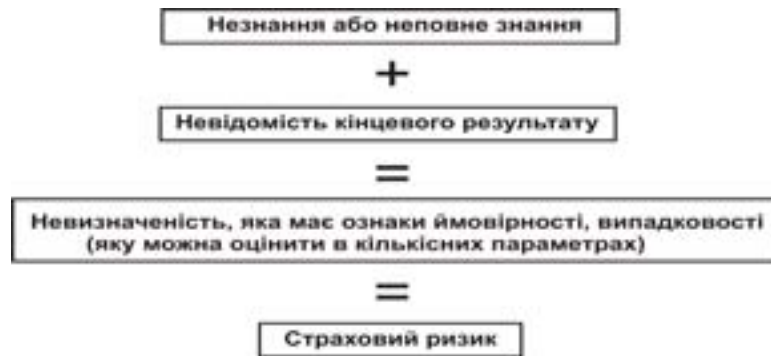 Незнання або неповне знання
+
Невідомість кінцевого результату
=
Невизначеність, яка має ознаки ймовірності, випадковості
(яку можна оцінити в кількісних параметрах)
=
Страховий ризик